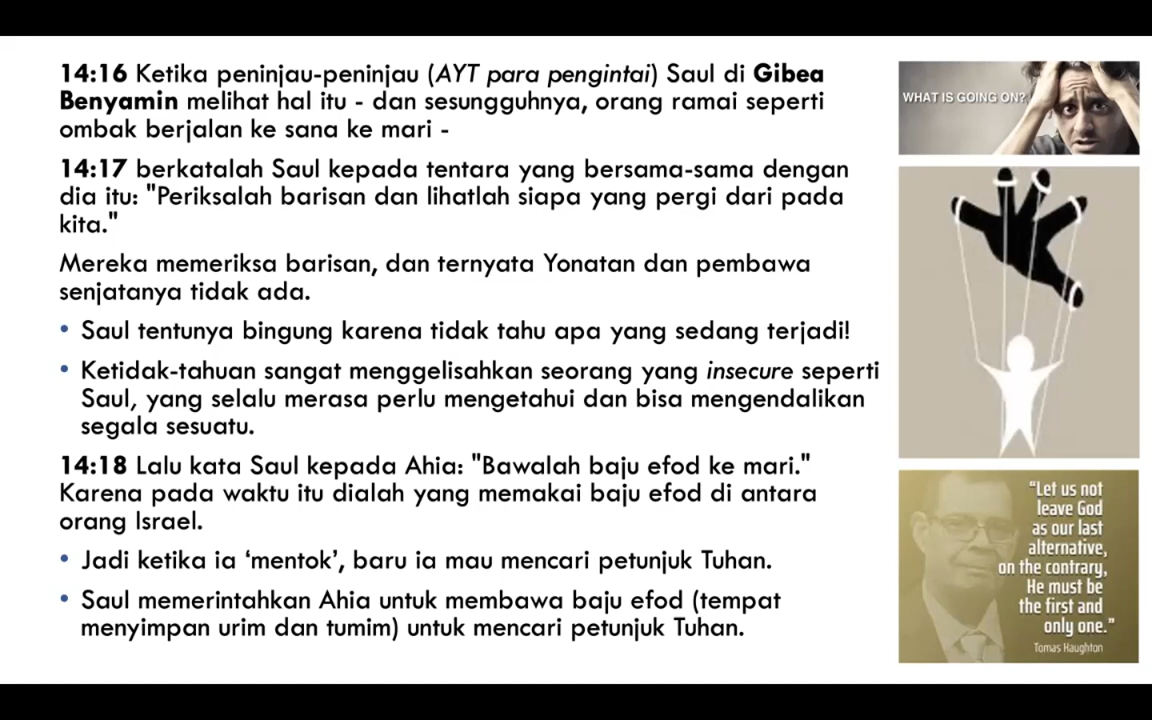 14:16 Ketika peninjau-peninjau (AYT para pengintai) Saul di Gibea
Benyamin melihat hal itu - dan sesungguhnya, orang ramai seperti
ombak berjalan ke sana ke mari -
14:17 berkatalah Saul kepada tentara yang bersama-sama dengan
dia itu: "Periksalah barisan dan lihatlah siapa yang pergi dari pada
kita."
Mereka memeriksa barisan, dan ternyata Yonatan dan pembawa
senjatanya tidak ada.
• Saul tentunya bingung karena tidak tahu apa yang sedang terjadi!
• Ketidak-tahuan sangat menggelisahkan seorang yang insecure seperti
Saul, yang selalu merasa perlu mengetahui dan bisa mengendalikan
segala sesuatu.
14:18 Lalu kata Saul kepada Ahia: "Bawalah baju efod ke mari."
Karena pada waktu itu dialah yang memakai baju efod di antara
orang Israel.
• Jadi ketika ia ‘mentok’, baru ia mau mencari petunjuk Tuhan.
• Saul memerintahkan Ahia untuk membawa baju efod (tempat
menyimpan urim dan tumim) untuk mencari petunjuk Tuhan.
WHAT IS GOING ON?
“Let us not
leave God
as our last
alternative,
on the contrary,
He must be
the first and
only one.”
Tomas Haughton